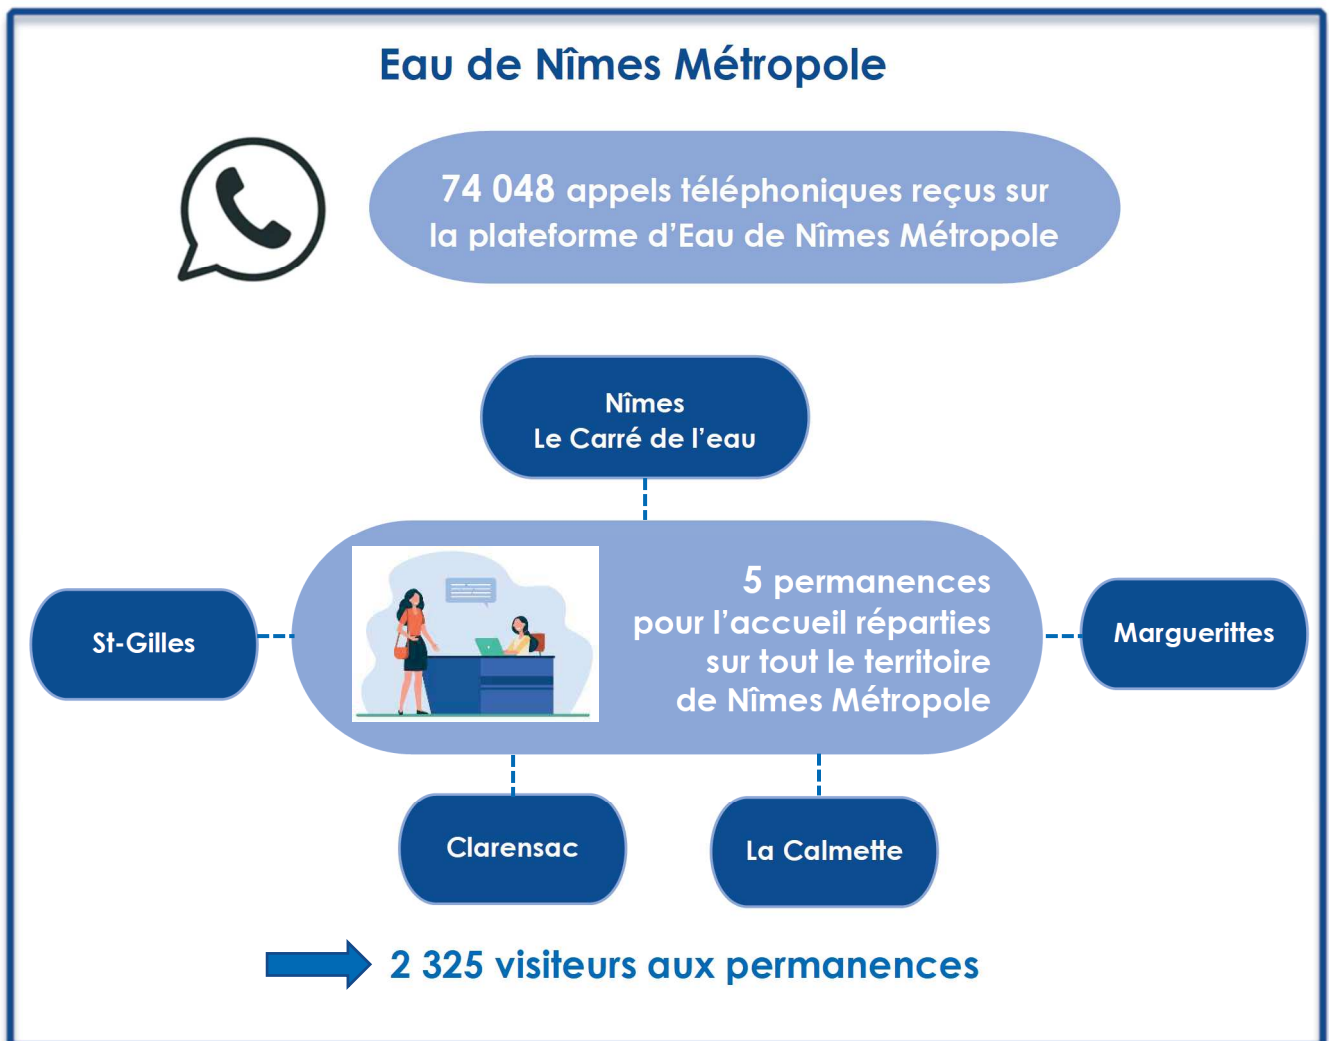 Eau de Nîmes Métropole
74 048 appels téléphoniques reçus sur
la plateforme d’Eau de Nîmes Métropole
Nîmes
Le Carré de l’eau
St-Gilles
5 permanences
pour l’accueil réparties
sur tout le territoire
de Nîmes Métropole
Marguerittes
Clarensac
La Calmette
2 325 visiteurs aux permanences